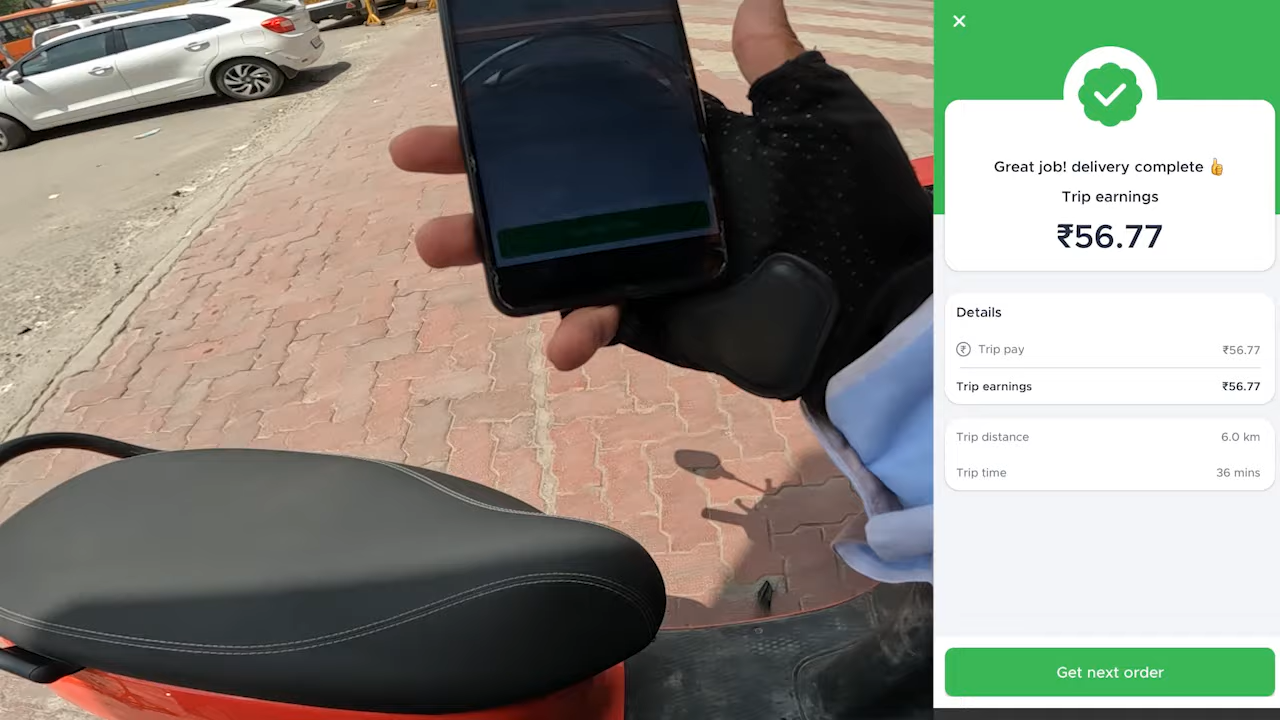 Great job! delivery complete 👍
Trip earnings
₹56.77
Details
Trip pay ₹56.77
Trip earnings ₹56.77
Trip distance 6.0 km
Trip time 36 mins
Get next order